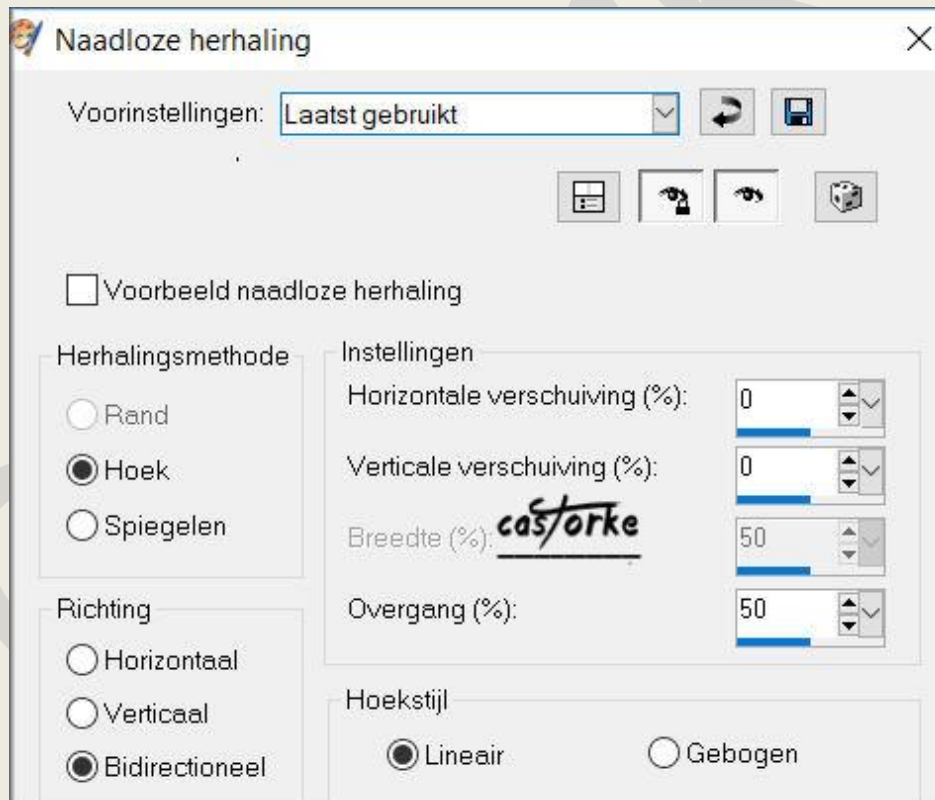 Naadloze herhaling
Voorinstellingen: Laatst gebruikt
Voorbeeld naadloze herhaling
Herhalingsmethode
Rand
Hoek
Spiegelen
Instellingen
Horizontale verschuiving (%): 0
Verticale verschuiving (%): 0
Breedte (%): 50
castorke
Overgang (%): 50
Richting
Horizontaal
Verticaal
Bidirectioneel
Hoekstijl
Lineair Gebogen